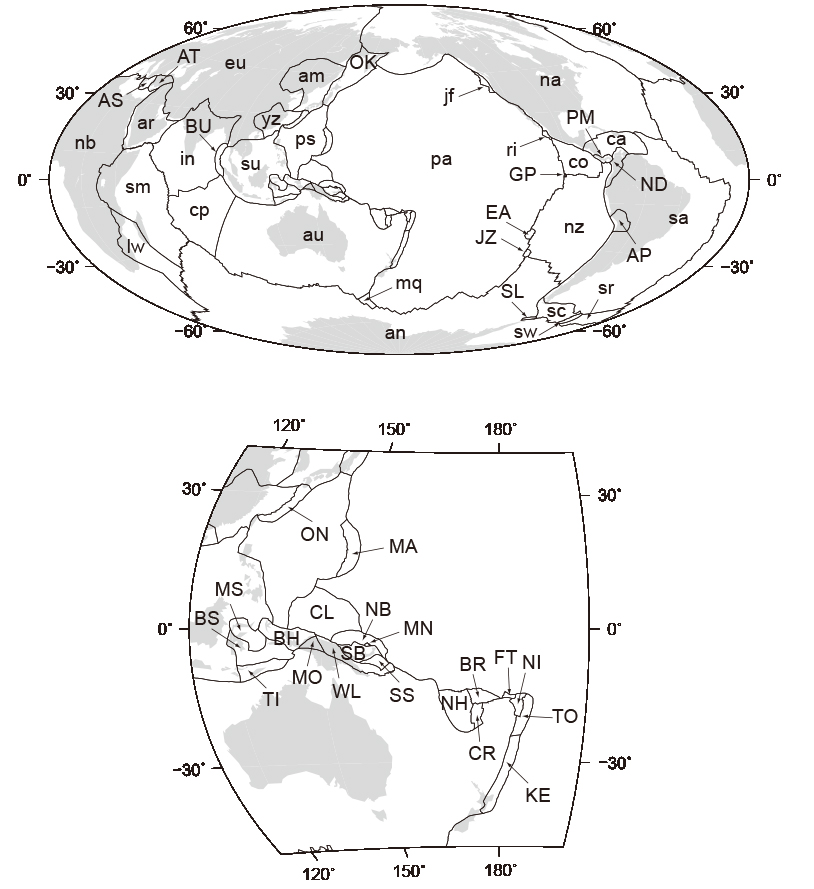 60° 60°
AT
eu OK
am na
30° AS jf 30°
PM
ar BU yz ca
nb ps ri
in su pa co
GP ND
0° sm 0°
cp EA nz sa
au JZ
lw AP
−30° −30°
mq SL sr
sc
−60° an sw −60°
120° 150° 180°
30° 30°
ON
MA
MS
CL NB
BS MN
0° 0°
BH SB
MO WL SS BR FT NI
TI NH TO
CR
−30° −30°
KE
120° 150° 180°